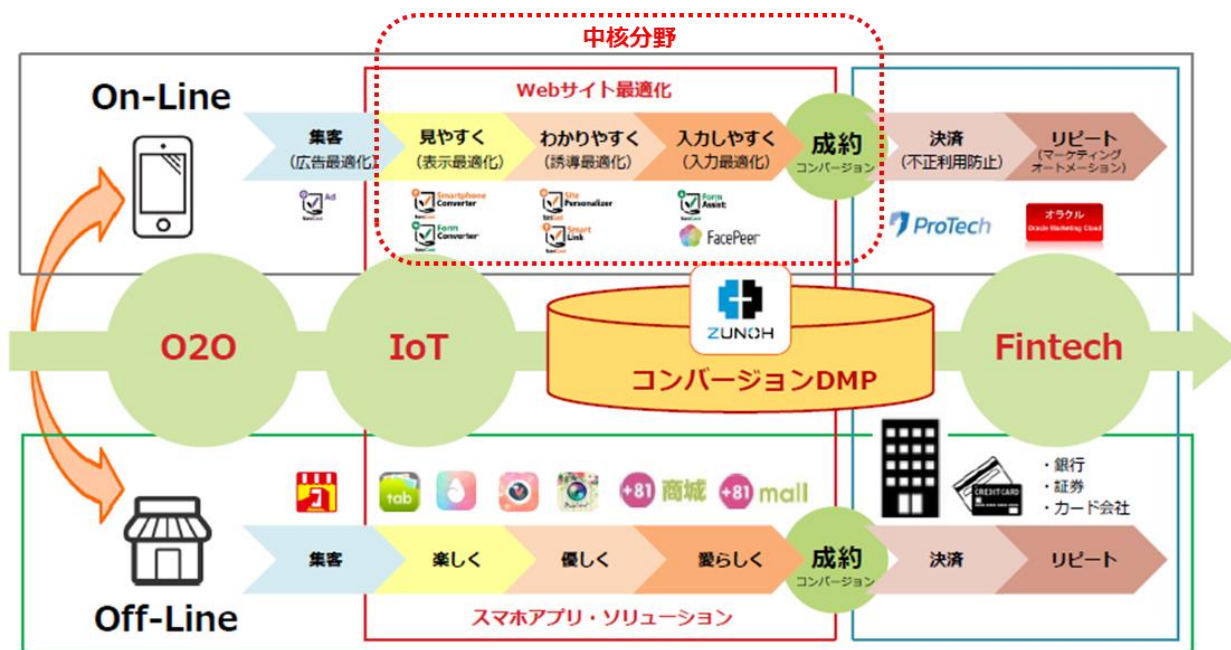 中核分野
Webサイト最適化
On-Line
集客
(広告最適化)
見やすく
(表示最適化)
わかりやすく
(誘導最適化)
入力しやすく
(入力最適化)
成約
コンバージョン
決済
(不正利用防止)
リピート
(マーケティング
オートメーション)
Ad
Smartphone
Converter
Form
Converter
Site
Personalizer
Smart
Link
Form
Assist
FacePeer
ProTech
オラクル
Oracle Marketing Cloud
O2O
IoT
ZUNOH
コンバージョンDMP
Fintech
tab
+81 商城
+81 mall
CREDIT CARD
・銀行
・証券
・カード会社
集客
楽しく
優しく
愛らしく
成約
コンバージョン
決済
リピート
Off-Line
スマホアプリ・ソリューション